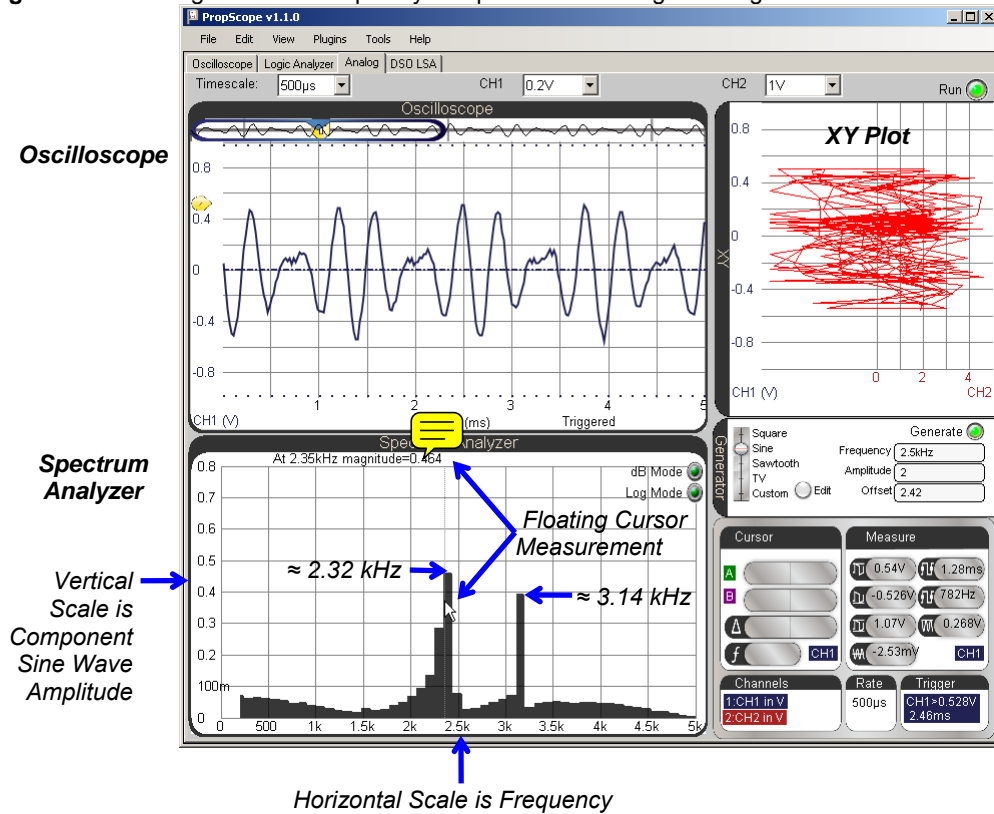 PropScope v1.1.0
File Edit View Plugins Tools Help
Oscilloscope Logic Analyzer Analog DSO LSA
Timescale: 500µs CH1 0.2V CH2 1V Run
Oscilloscope
Oscilloscope
0.8
0.4
0
-0.4
-0.8
1 2 3 4 5
CH1 (V) (ms) Triggered
XY Plot
XY
0.8
0.4
0
-0.4
-0.8
0 2 4
CH1 (V) CH2
Spectrum
Analyzer
Analyzer
At 2.35kHz magnitude=0.464
dB Mode
Log Mode
0.8
0.7
0.6
0.5
0.4
0.3
0.2
100m
0
0 500 1k 1.5k 2k 2.5k 3k 3.5k 4k 4.5k 5k
Floating Cursor
Measurement
≈ 2.32 kHz
≈ 3.14 kHz
Vertical
Scale is
Component
Sine Wave
Amplitude
Horizontal Scale is Frequency
Generator
Square
Sine
Sawtooth
TV
Custom Edit
Generate
Frequency 2.5kHz
Amplitude 2
Offset 2.42
Cursor
A
B
Δ
f CH1
Measure
0.54V 1.28ms
-0.526V 782Hz
1.07V 0.268V
-2.53mV CH1
Channels
1:CH1 in V
2:CH2 in V
Rate
500µs
Trigger
CH1>0.528V
2.46ms